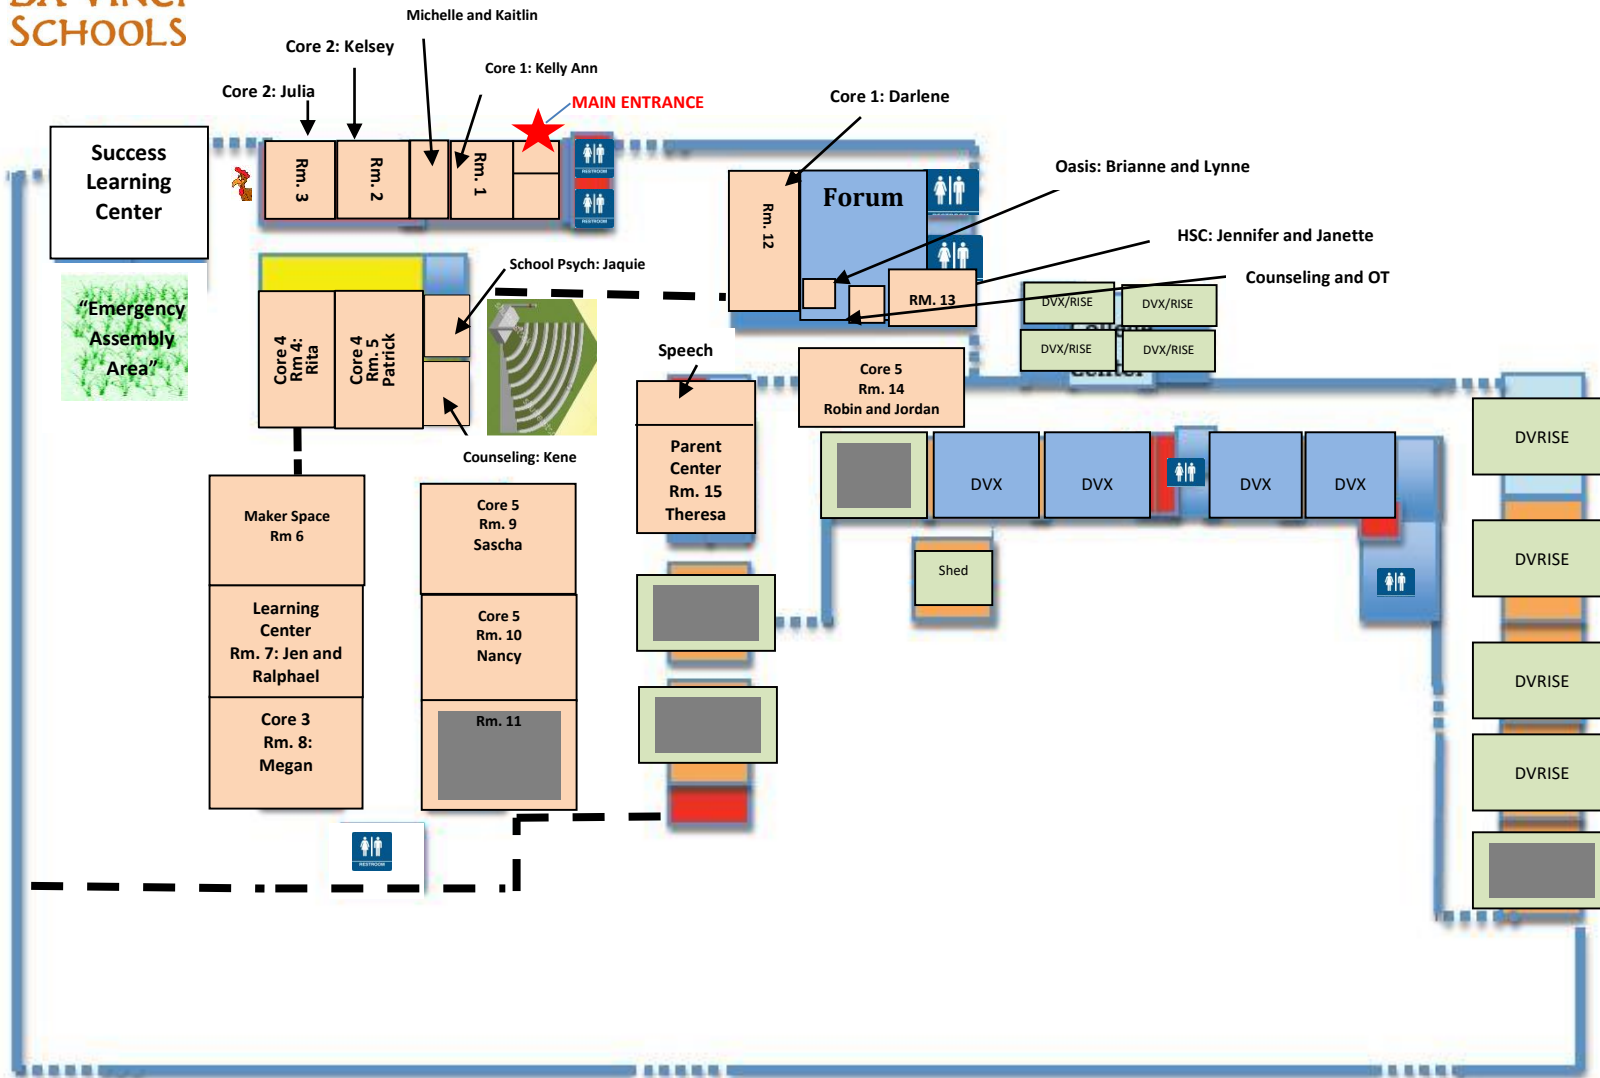 DA VINCI
SCHOOLS
Michelle and Kaitlin
Core 2: Kelsey
Core 1: Kelly Ann
Core 2: Julia
MAIN ENTRANCE
Core 1: Darlene
Success
Learning
Center
Rm. 3
Rm. 2
Rm. 1
RESTROOM
RESTROOM
Oasis: Brianne and Lynne
Forum
Rm. 12
HSC: Jennifer and Janette
School Psych: Jaquie
Counseling and OT
RM. 13
"Emergency
Assembly
Area"
Core 4
Rm 4:
Rita
Core 4
Rm. 5
Patrick
DVX/RISE
DVX/RISE
DVX/RISE
DVX/RISE
Center
Speech
Core 5
Rm. 14
Robin and Jordan
Counseling: Kene
Parent
Center
Rm. 15
Theresa
DVX
DVX
DVX
DVX
DVRISE
Maker Space
Rm 6
Core 5
Rm. 9
Sascha
Shed
DVRISE
Learning
Center
Rm. 7: Jen and
Ralphael
Core 5
Rm. 10
Nancy
DVRISE
Core 3
Rm. 8:
Megan
Rm. 11
DVRISE
RESTROOM